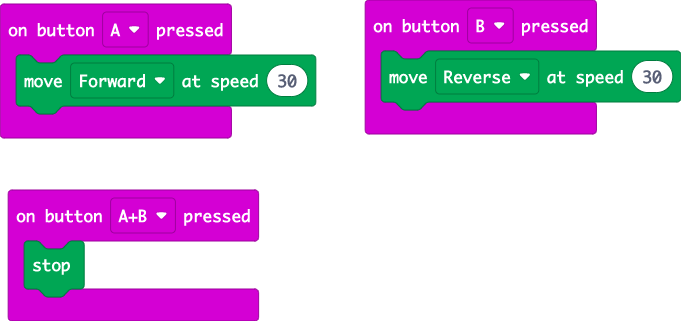 on button A pressed
move Forward at speed 30
on button B pressed
move Reverse at speed 30
on button A+B pressed
stop